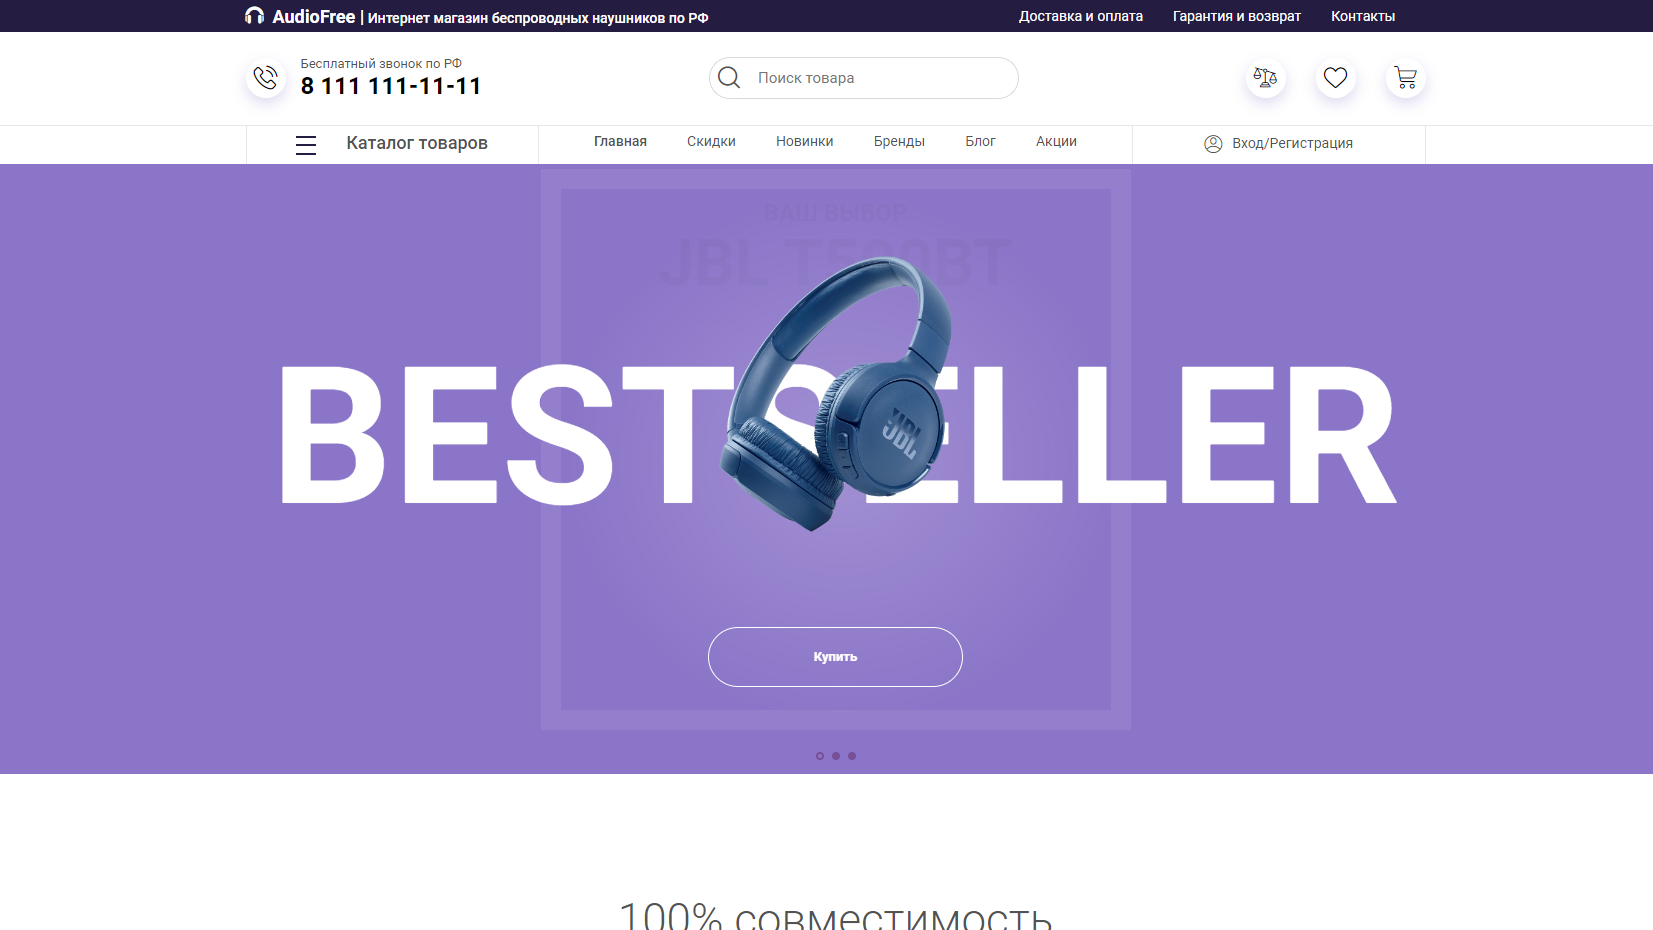 AudioFree | Интернет магазин беспроводных наушников по РФ
Доставка и оплата Гарантия и возврат Контакты
Бесплатный звонок по РФ
8 111 111-11-11
Поиск товара
Каталог товаров
Главная Скидки Новинки Бренды Блог Акции
Вход/Регистрация
ВАШ ВЫБОР
JBL T590BT
BESTSELLER
JBL
Купить
100% совместимость